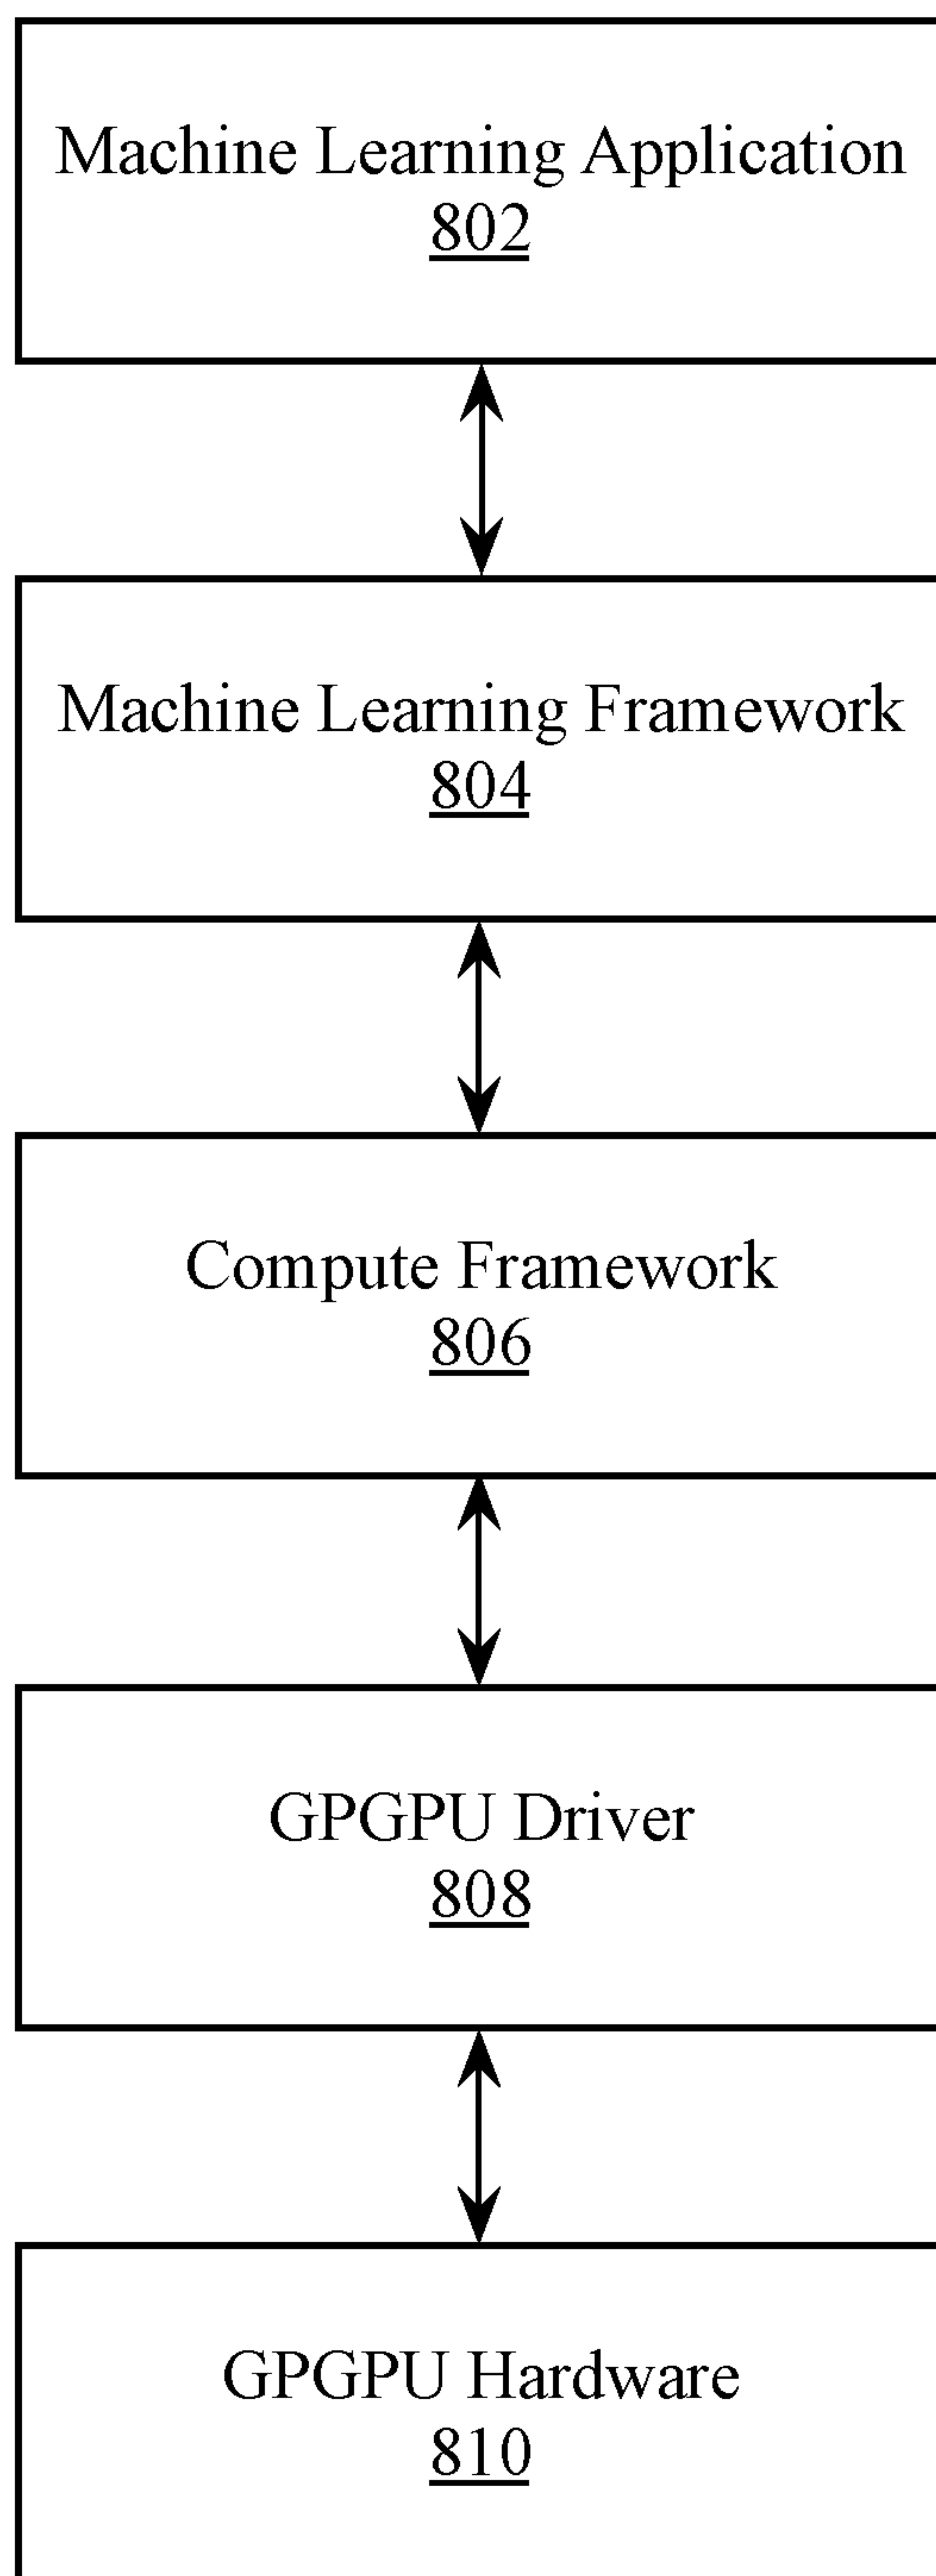 Machine Learning Application
802
Machine Learning Framework
804
Compute Framework
806
GPGPU Driver
808
GPGPU Hardware
810